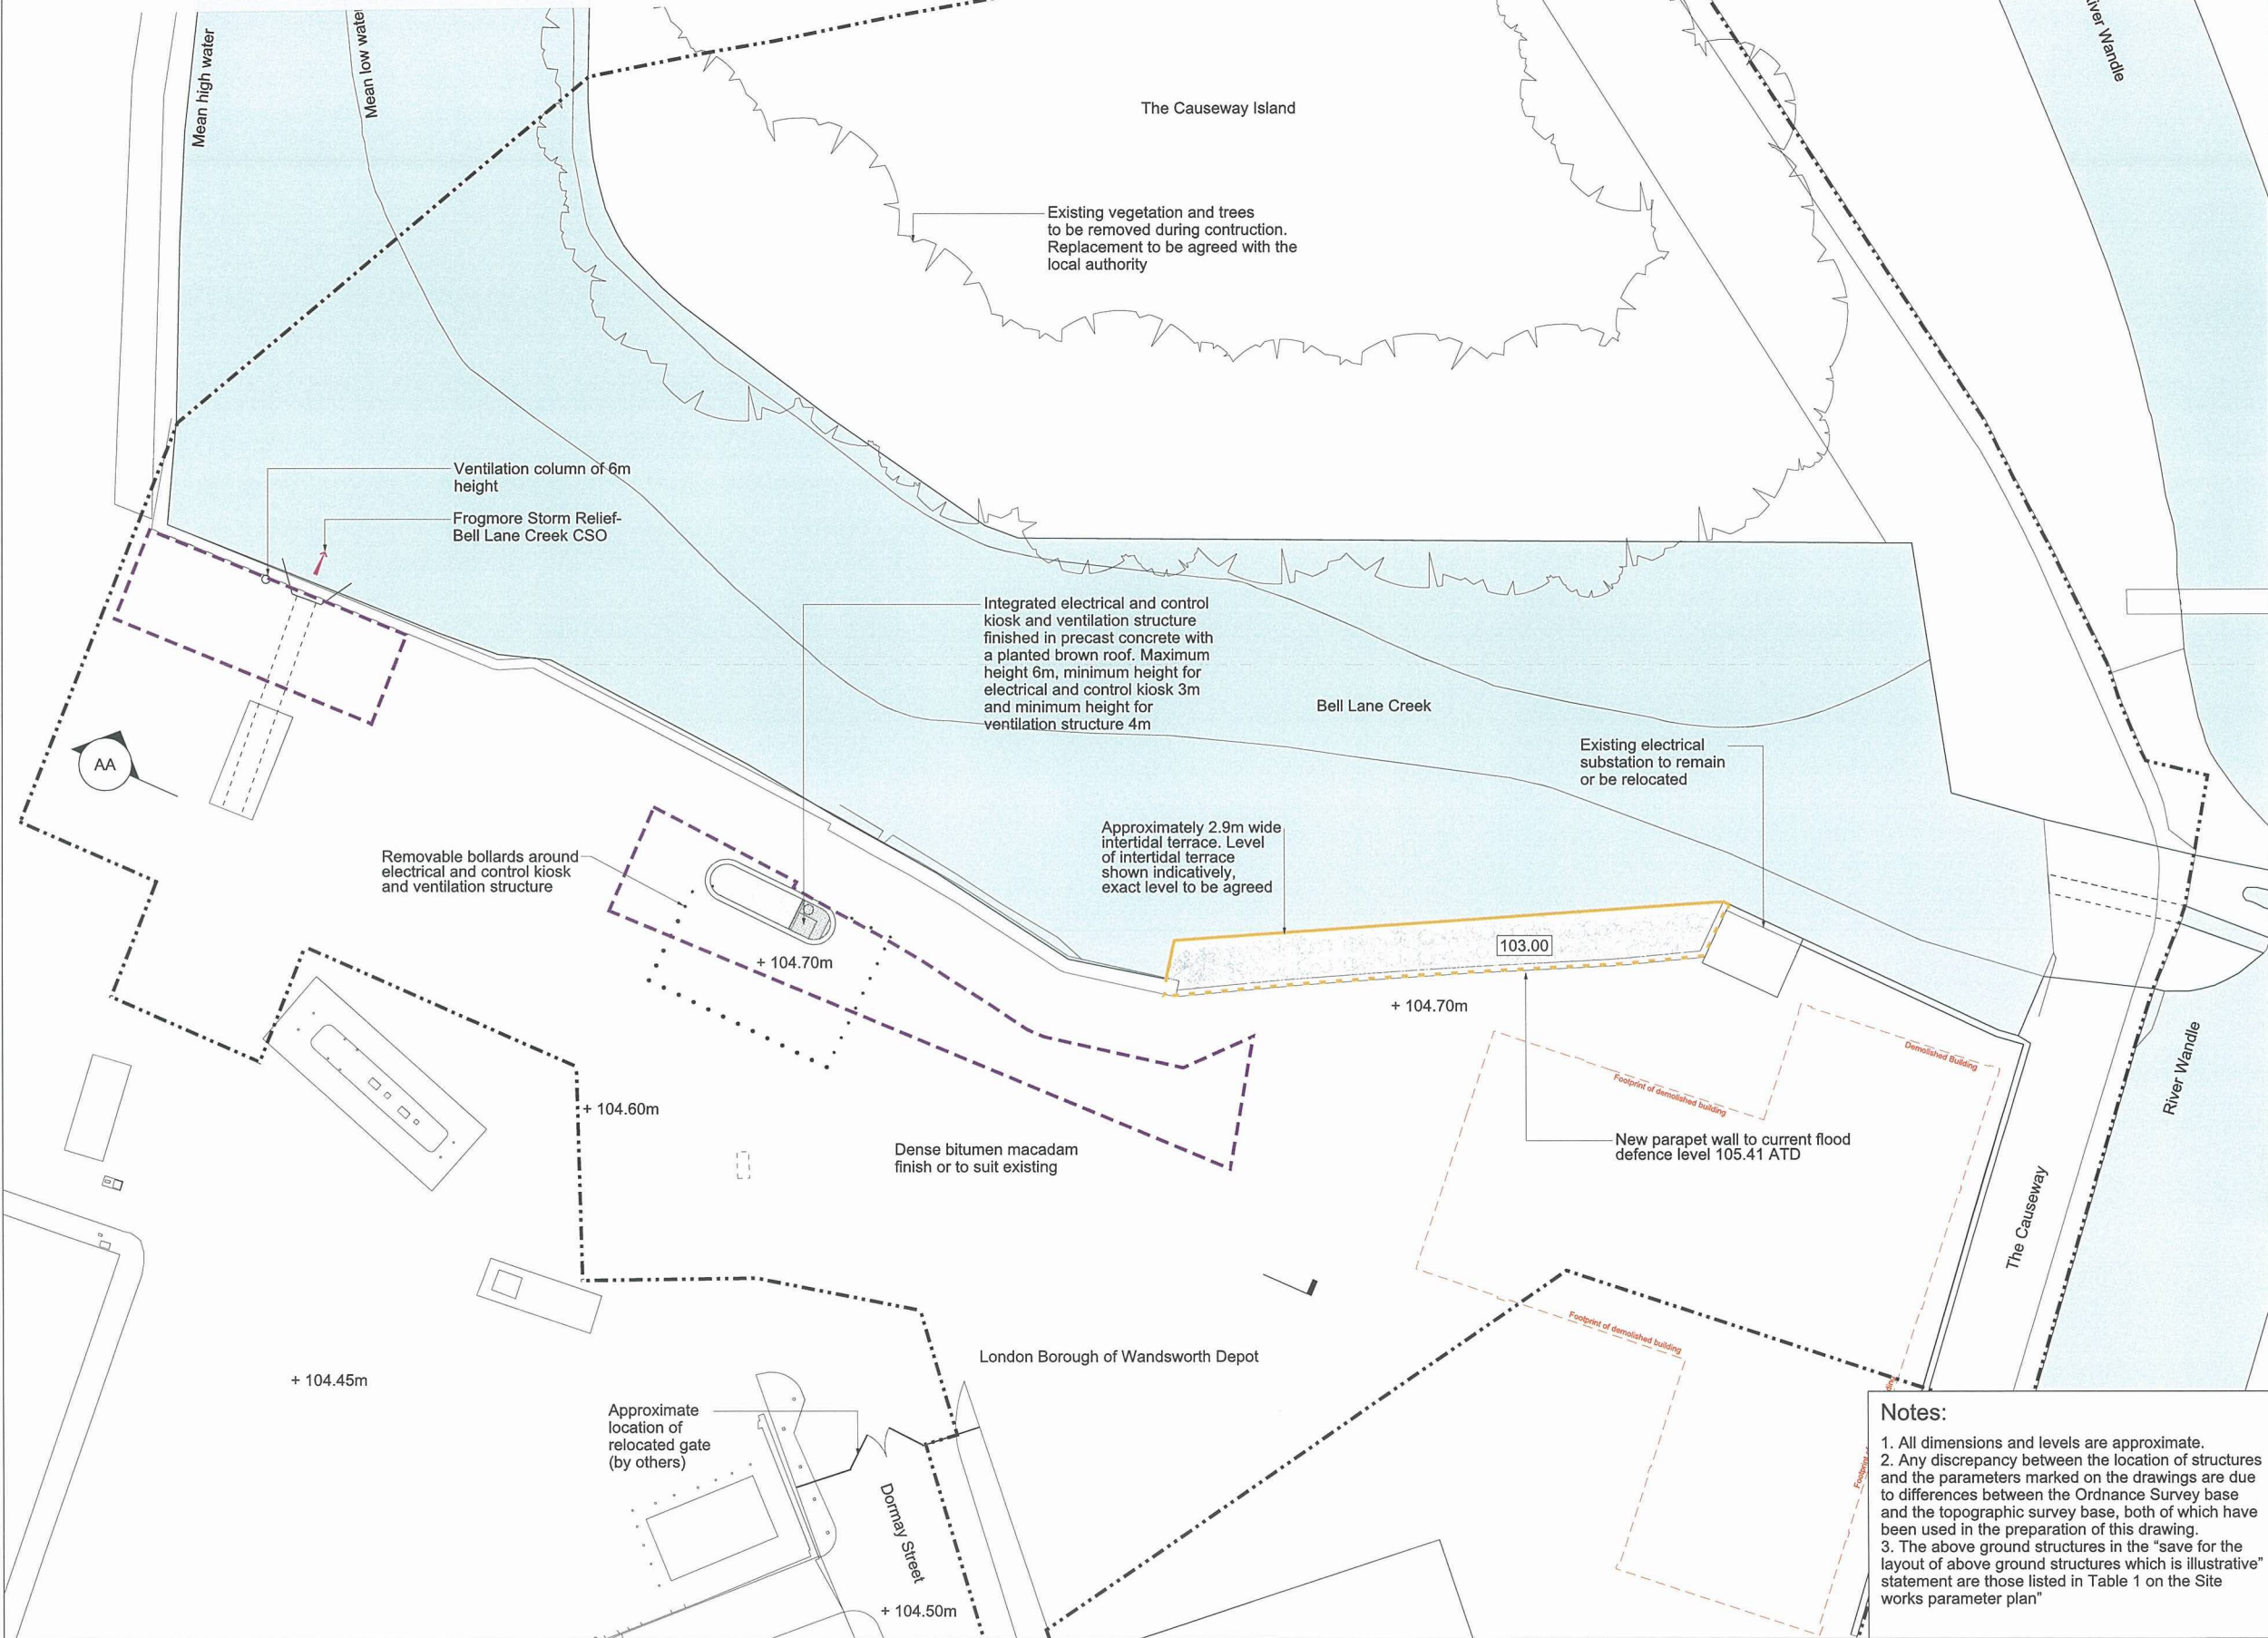 Mean high water
Mean low water
River Wandle
The Causeway Island
Existing vegetation and trees
to be removed during contruction.
Replacement to be agreed with the
local authority
Ventilation column of 6m
height
Frogmore Storm Relief-
Bell Lane Creek CSO
Integrated electrical and control
kiosk and ventilation structure
finished in precast concrete with
a planted brown roof. Maximum
height 6m, minimum height for
electrical and control kiosk 3m
and minimum height for
ventilation structure 4m
Bell Lane Creek
Existing electrical
substation to remain
or be relocated
AA
Approximately 2.9m wide
intertidal terrace. Level
of intertidal terrace
shown indicatively,
exact level to be agreed
Removable bollards around
electrical and control kiosk
and ventilation structure
103.00
+ 104.70m
+ 104.70m
Demolished Building
Footprint of demolished building
River Wandle
+ 104.60m
Dense bitumen macadam
finish or to suit existing
New parapet wall to current flood
defence level 105.41 ATD
The Causeway
Footprint of demolished building
London Borough of Wandsworth Depot
+ 104.45m
Approximate
location of
relocated gate
(by others)
Dormay Street
+ 104.50m
Notes:
1. All dimensions and levels are approximate.
2. Any discrepancy between the location of structures
and the parameters marked on the drawings are due
to differences between the Ordnance Survey base
and the topographic survey base, both of which have
been used in the preparation of this drawing.
3. The above ground structures in the "save for the
layout of above ground structures which is illustrative"
statement are those listed in Table 1 on the Site
works parameter plan"